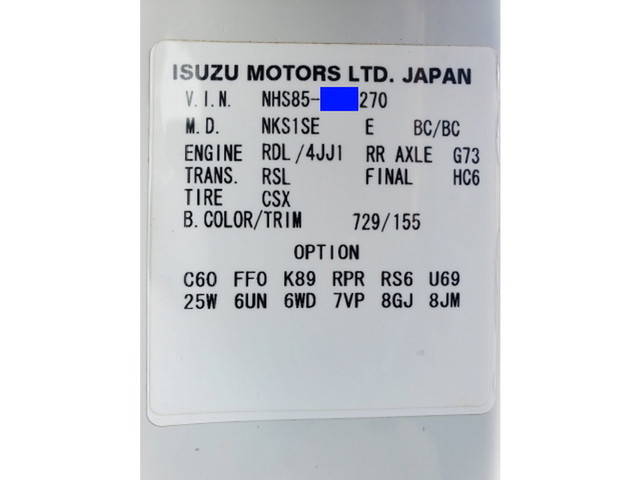 ISUZU MOTORS LTD. JAPAN
V.I.N. NHS85- 270
M.D. NKS1SE E BC/BC
ENGINE RDL/4JJ1 RR AXLE G73
TRANS. RSL FINAL HC6
TIRE CSX
B.COLOR/TRIM 729/155
OPTION
C60 FF0 K89 RPR RS6 U69
25W 6UN 6WD 7VP 8GJ 8JM